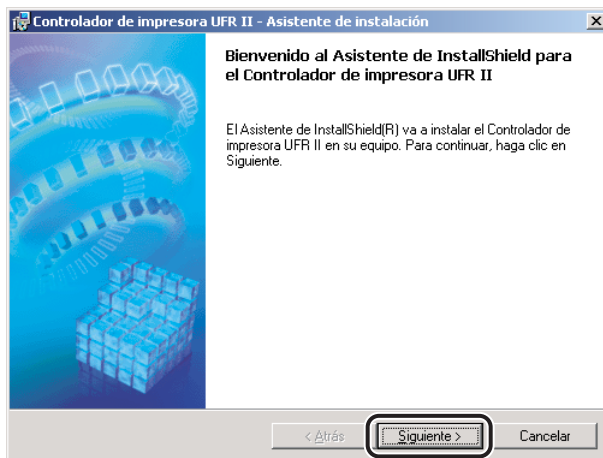 Controlador de impresora UFR II - Asistente de instalación
Bienvenido al Asistente de InstallShield para
el Controlador de impresora UFR II
El Asistente de InstallShield(R) va a instalar el Controlador de
impresora UFR II en su equipo. Para continuar, haga clic en
Siguiente.
< Atrás
Siguiente >
Cancelar